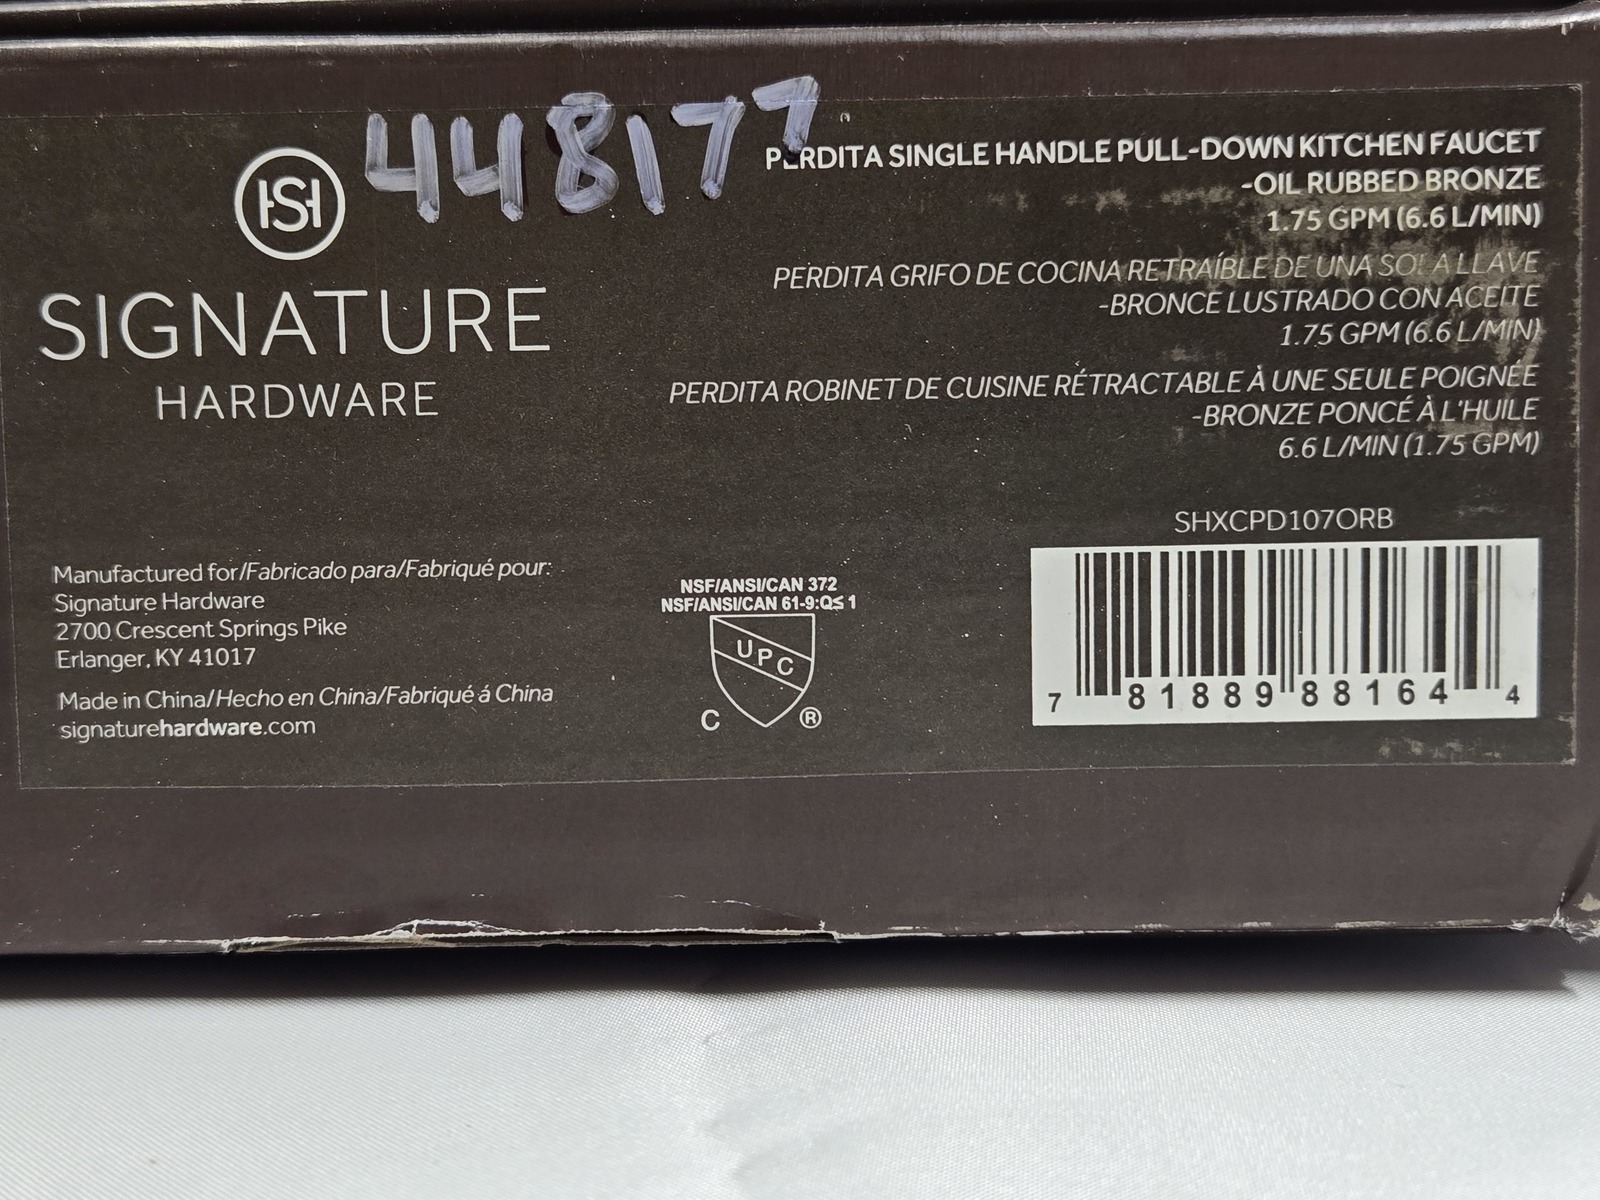 448177
SIGNATURE
HARDWARE
PERDITA SINGLE HANDLE PULL-DOWN KITCHEN FAUCET
-OIL RUBBED BRONZE
1.75 GPM (6.6 L/MIN)
PERDITA GRIFO DE COCINA RETRAÍBLE DE UNA SOLA LLAVE
-BRONCE LUSTRADO CON ACEITE
1.75 GPM (6.6 L/MIN)
PERDITA ROBINET DE CUISINE RÉTRACTABLE À UNE SEULE POIGNÉE
-BRONZE PONCÉ À L'HUILE
6.6 L/MIN (1.75 GPM)
Manufactured for/Fabricado para/Fabriqué pour:
Signature Hardware
2700 Crescent Springs Pike
Erlanger, KY 41017
Made in China/Hecho en China/Fabriqué á China
signaturehardware.com
NSF/ANSI/CAN 372
NSF/ANSI/CAN 61-9:Q≤ 1
UPC
C ®
SHXCPD107ORB
7 81889 88164 4